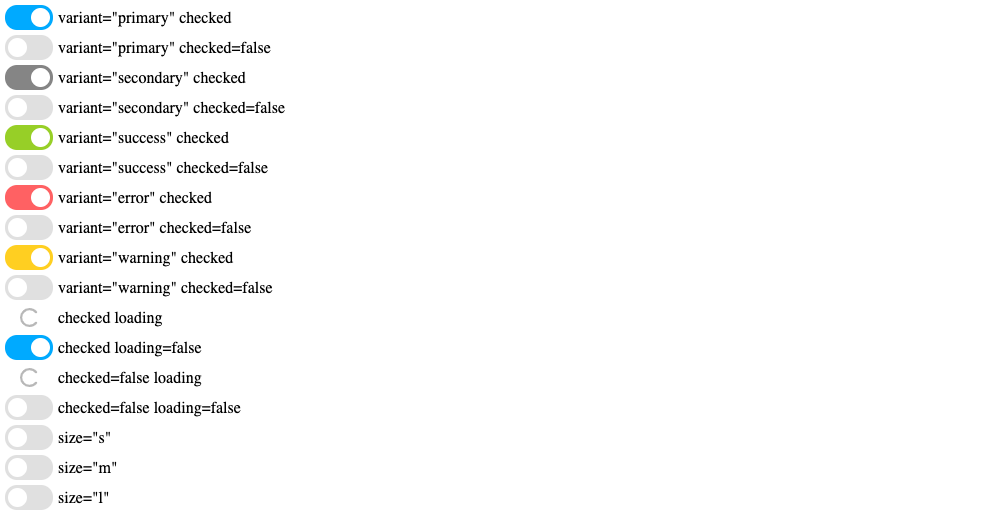 variant="primary" checked
variant="primary" checked=false
variant="secondary" checked
variant="secondary" checked=false
variant="success" checked
variant="success" checked=false
variant="error" checked
variant="error" checked=false
variant="warning" checked
variant="warning" checked=false
checked loading
checked loading=false
checked=false loading
checked=false loading=false
size="s"
size="m"
size="l"